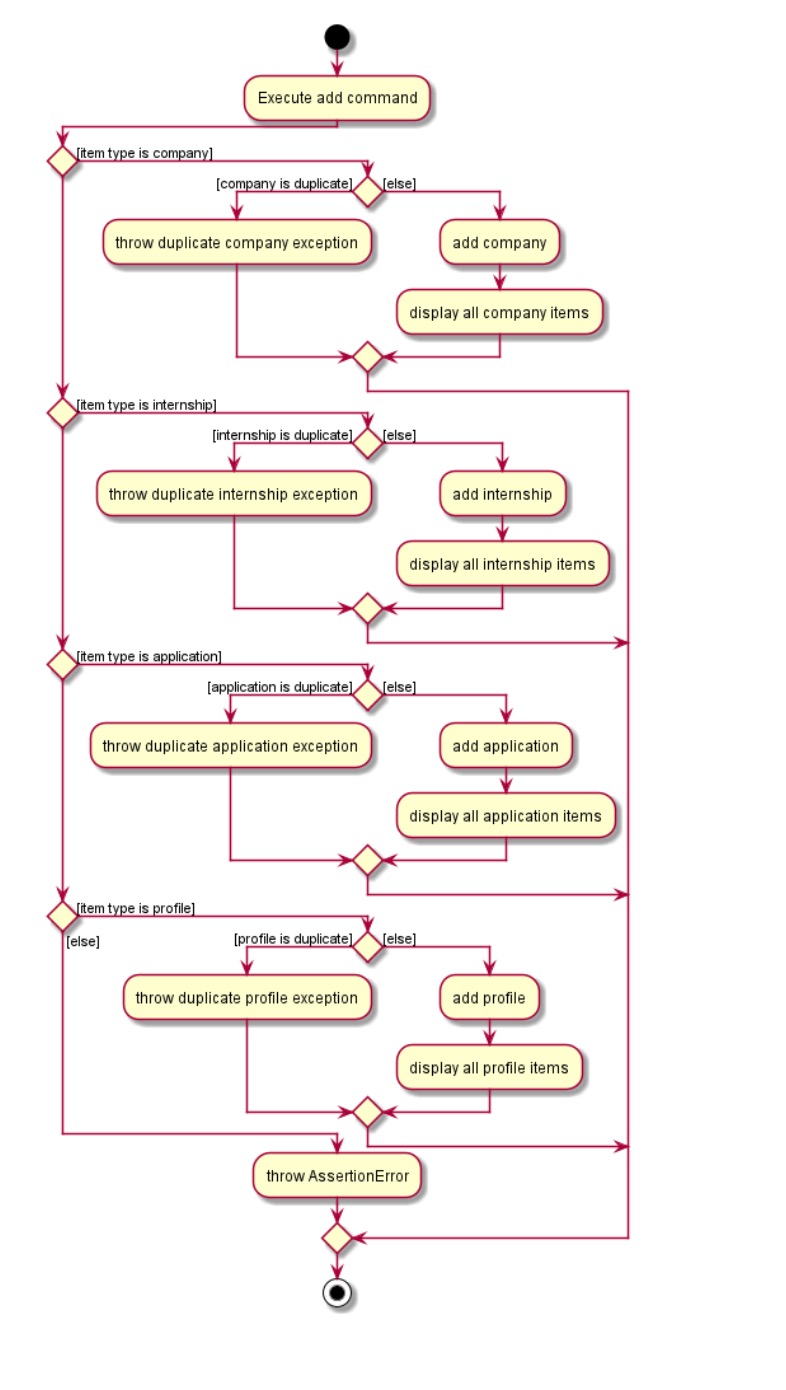 Execute add command
[item type is company]
[company is duplicate]
[else]
throw duplicate company exception
add company
display all company items
[item type is internship]
[internship is duplicate]
[else]
throw duplicate internship exception
add internship
display all internship items
[item type is application]
[application is duplicate]
[else]
throw duplicate application exception
add application
display all application items
[item type is profile]
[else]
[profile is duplicate]
[else]
throw duplicate profile exception
add profile
display all profile items
throw AssertionError